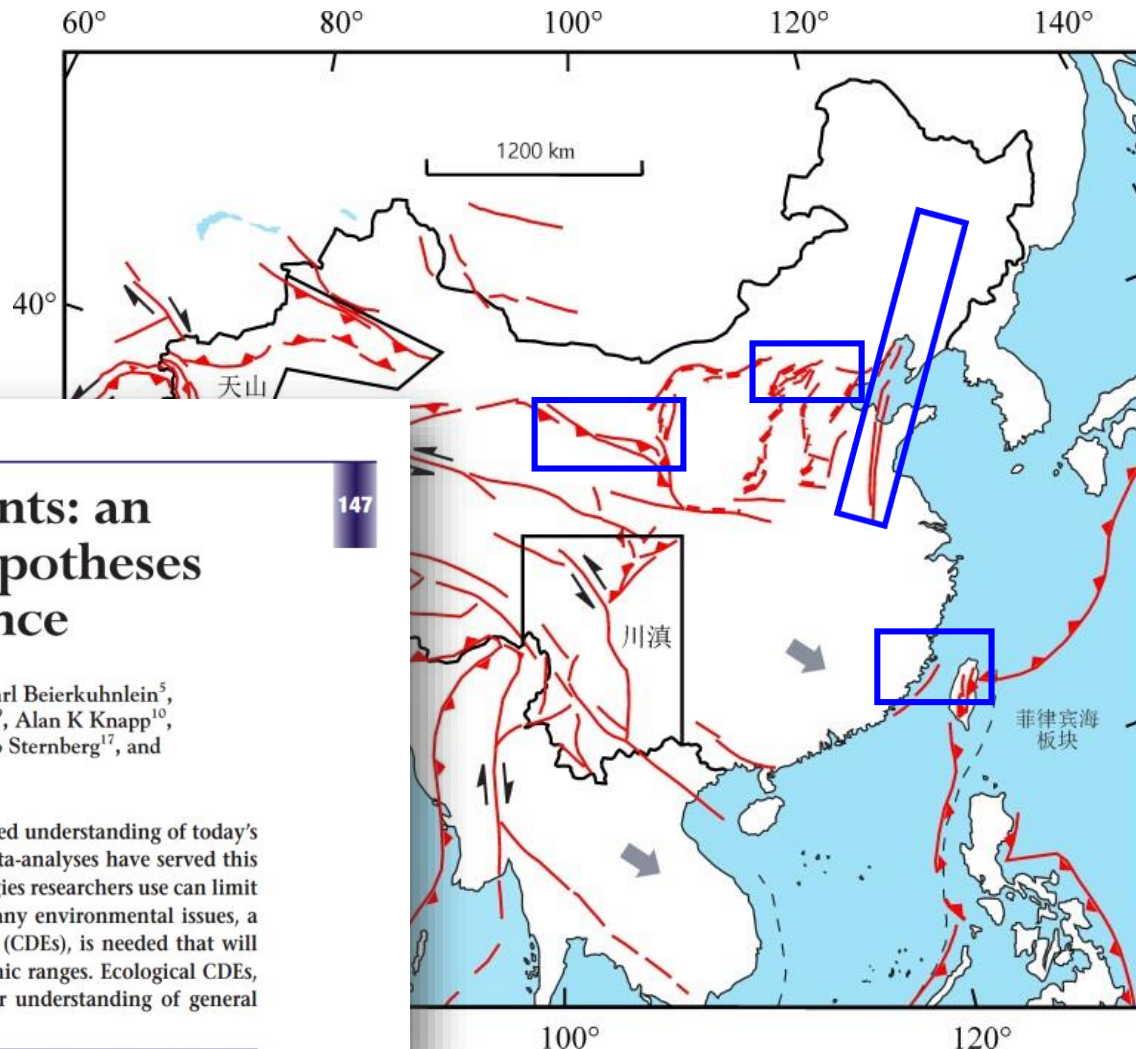 60° 80° 100° 120° 140°
1200 km
40°
天山
147
nts: an
potheses
nce
川滇
arl Beierkuhnlein⁵,
⁹, Alan K Knapp¹⁰,
o Sternberg¹⁷, and
菲律宾海
板块
ed understanding of today's
ta-analyses have served this
gies researchers use can limit
any environmental issues, a
(CDEs), is needed that will
nic ranges. Ecological CDEs,
r understanding of general
100° 120°